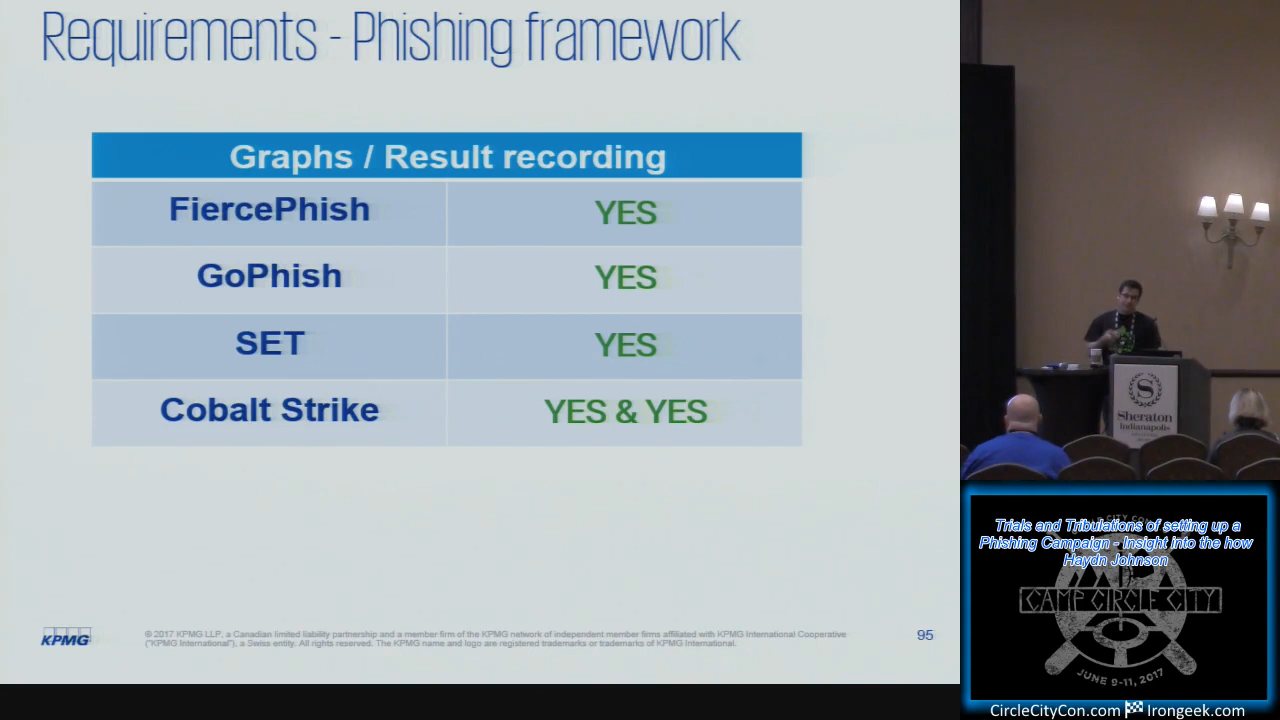 Requirements - Phishing framework
Graphs / Result recording
FiercePhish YES
GoPhish YES
SET YES
Cobalt Strike YES & YES
KPMG
© 2017 KPMG LLP, a Canadian limited liability partnership and a member firm of the KPMG network of independent member firms affiliated with KPMG International Cooperative
("KPMG International"), a Swiss entity. All rights reserved. The KPMG name and logo are registered trademarks or trademarks of KPMG International.
95
S
Sheraton
Indianapolis
Trials and Tribulations of setting up a
Phishing Campaign - Insight into the how
Haydn Johnson
CITY CON
CAMP CIRCLE CITY
JUNE 9-11, 2017
CircleCityCon.com Irongeek.com